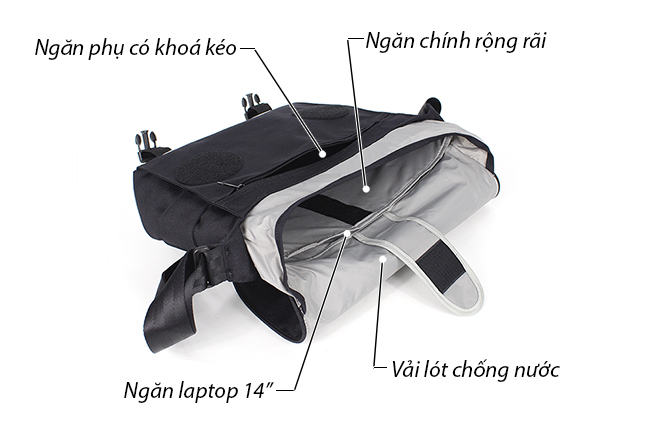 Ngăn phụ có khoá kéo
Ngăn chính rộng rãi
Vải lót chống nước
Ngăn laptop 14”